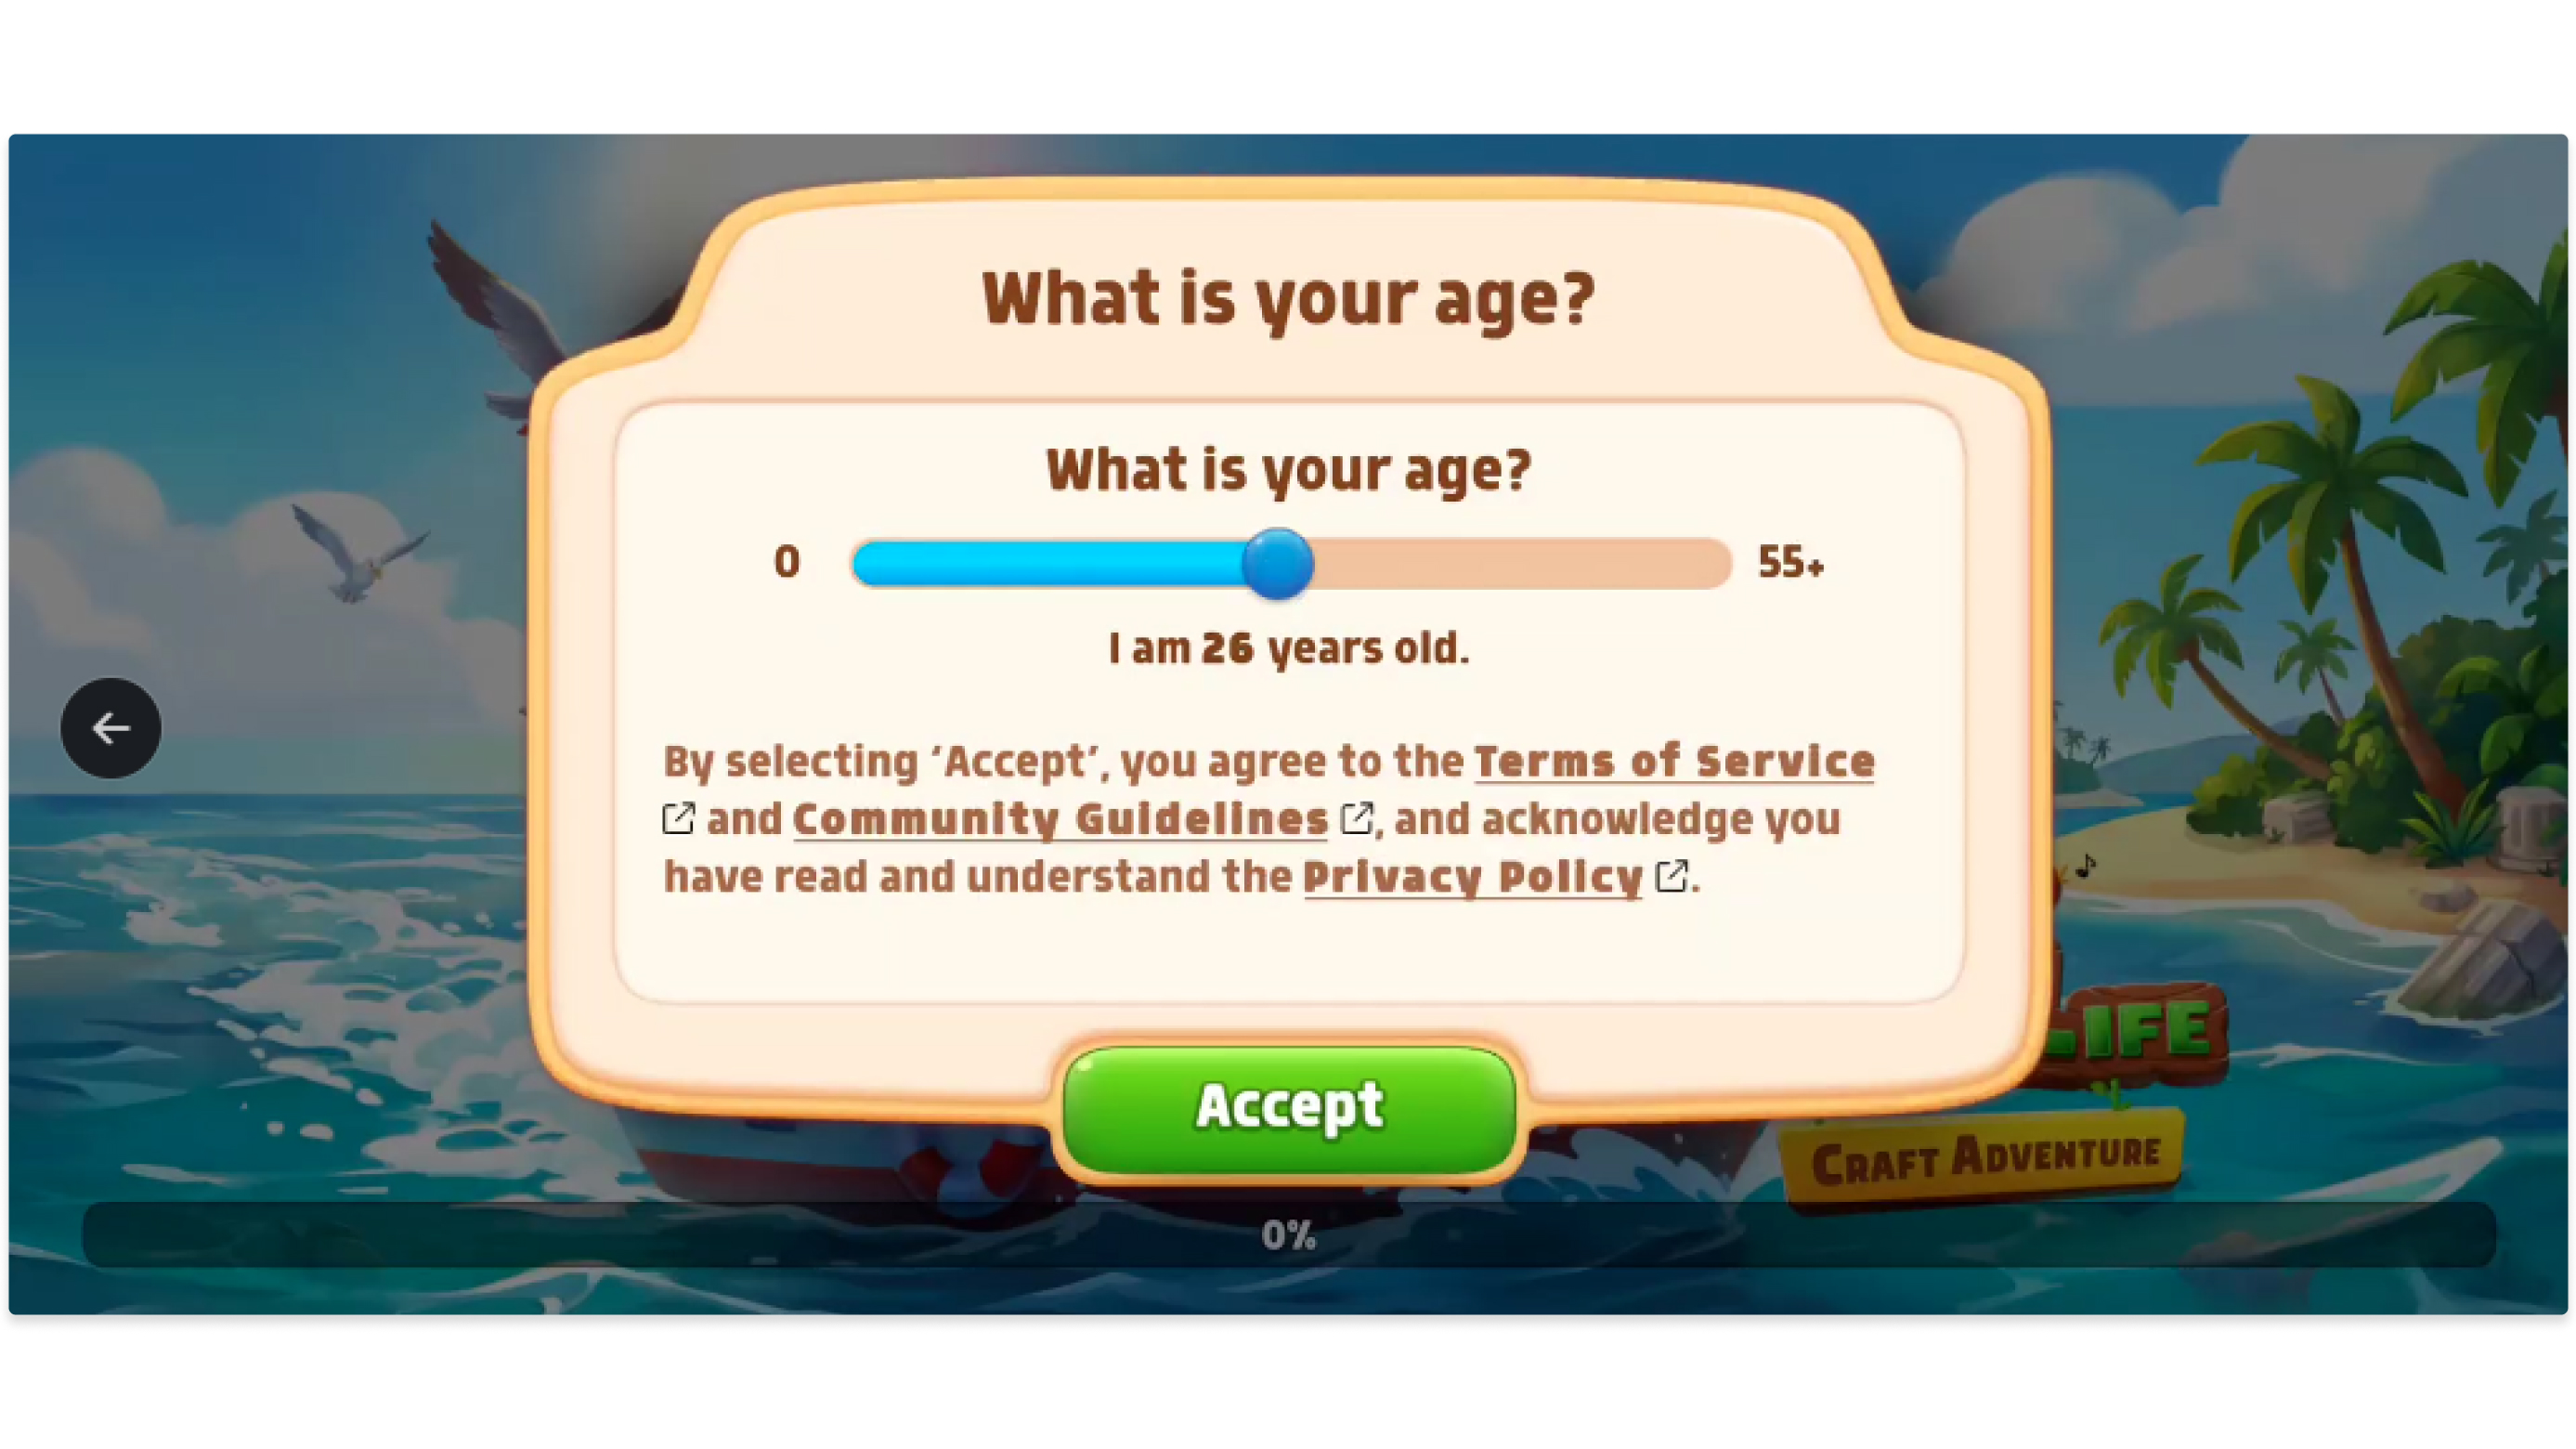 What is your age?
What is your age?
0
55+
I am 26 years old.
By selecting ‘Accept’, you agree to the Terms of Service
and Community Guidelines, and acknowledge you
have read and understand the Privacy Policy.
Accept
CRAFT ADVENTURE
0%